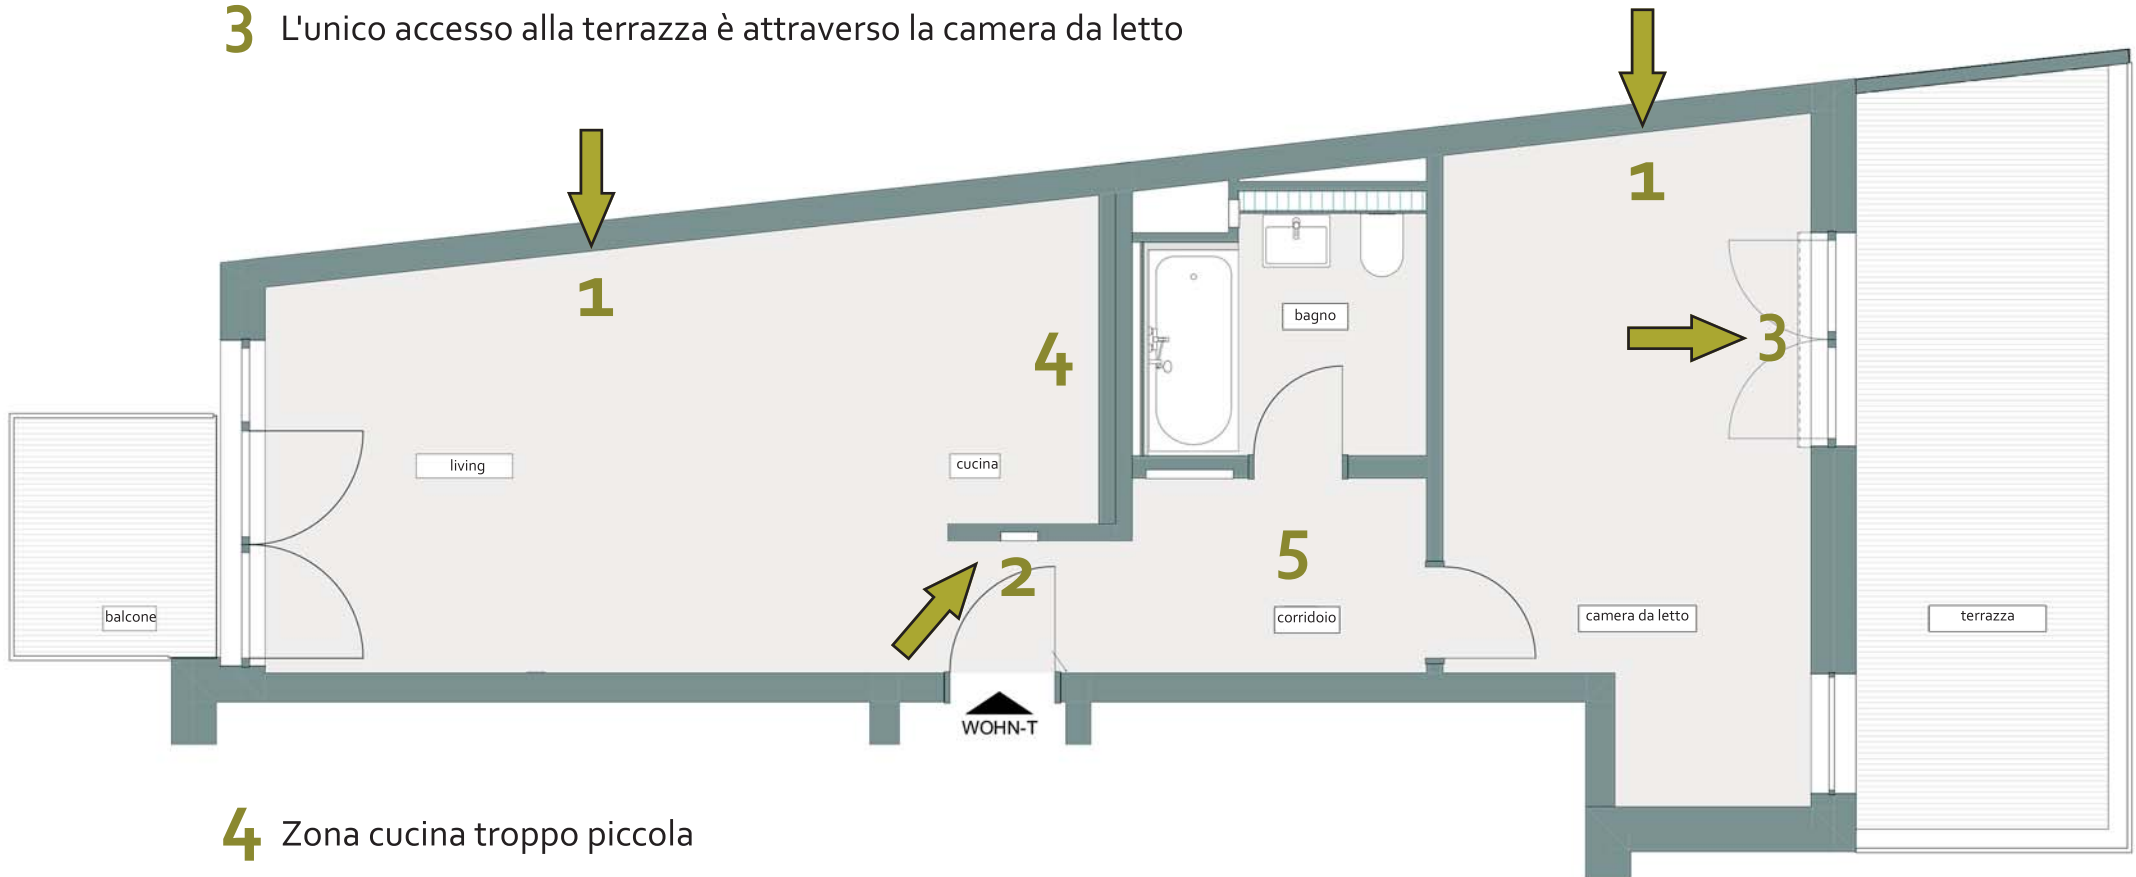 3 L'unico accesso alla terrazza è attraverso la camera da letto
1
1
bagno
3
4
living
cucina
2
5
balcone
corridoio
camera da letto
terrazza
WOHN-T
4 Zona cucina troppo piccola